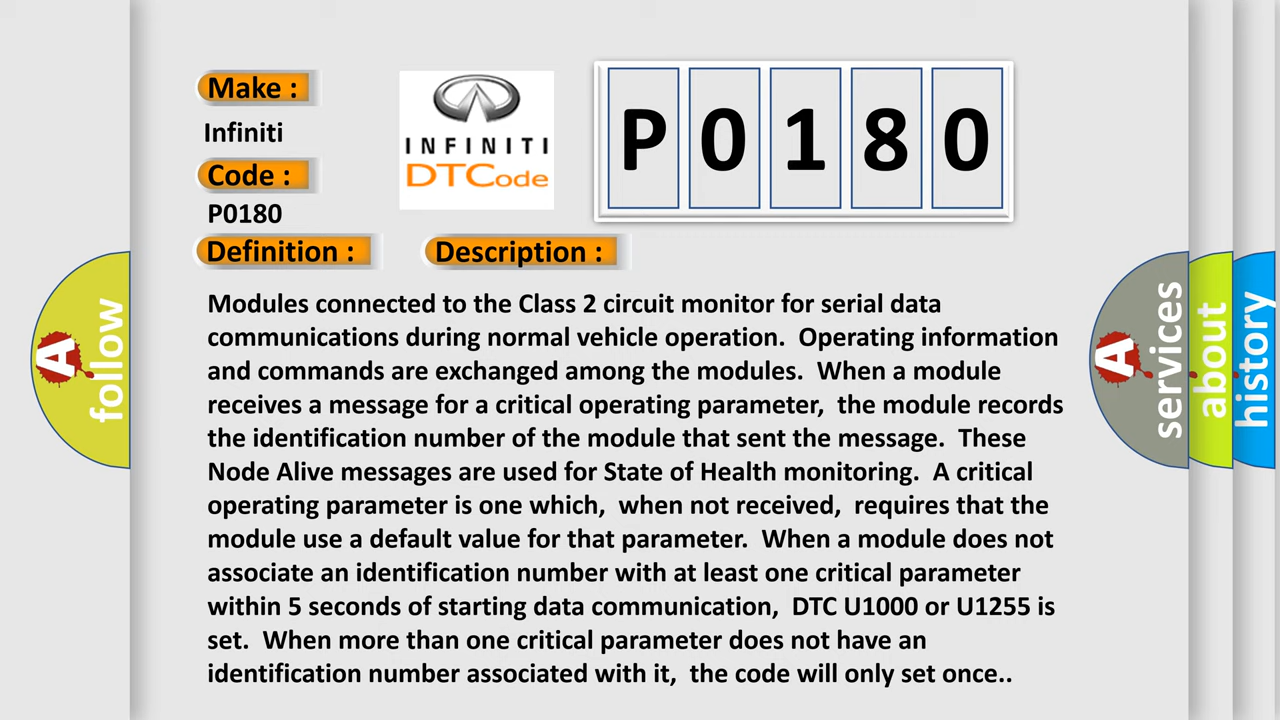 Make :
Infiniti
Code :
P0180
Definition :
Description :
INFINITI
DTCode
P0180
Modules connected to the Class 2 circuit monitor for serial data
communications during normal vehicle operation. Operating information
and commands are exchanged among the modules. When a module
receives a message for a critical operating parameter, the module records
the identification number of the module that sent the message. These
Node Alive messages are used for State of Health monitoring. A critical
operating parameter is one which, when not received, requires that the
module use a default value for that parameter. When a module does not
associate an identification number with at least one critical parameter
within 5 seconds of starting data communication, DTC U1000 or U1255 is
set. When more than one critical parameter does not have an
identification number associated with it, the code will only set once..
A
follow
A
services
about
history